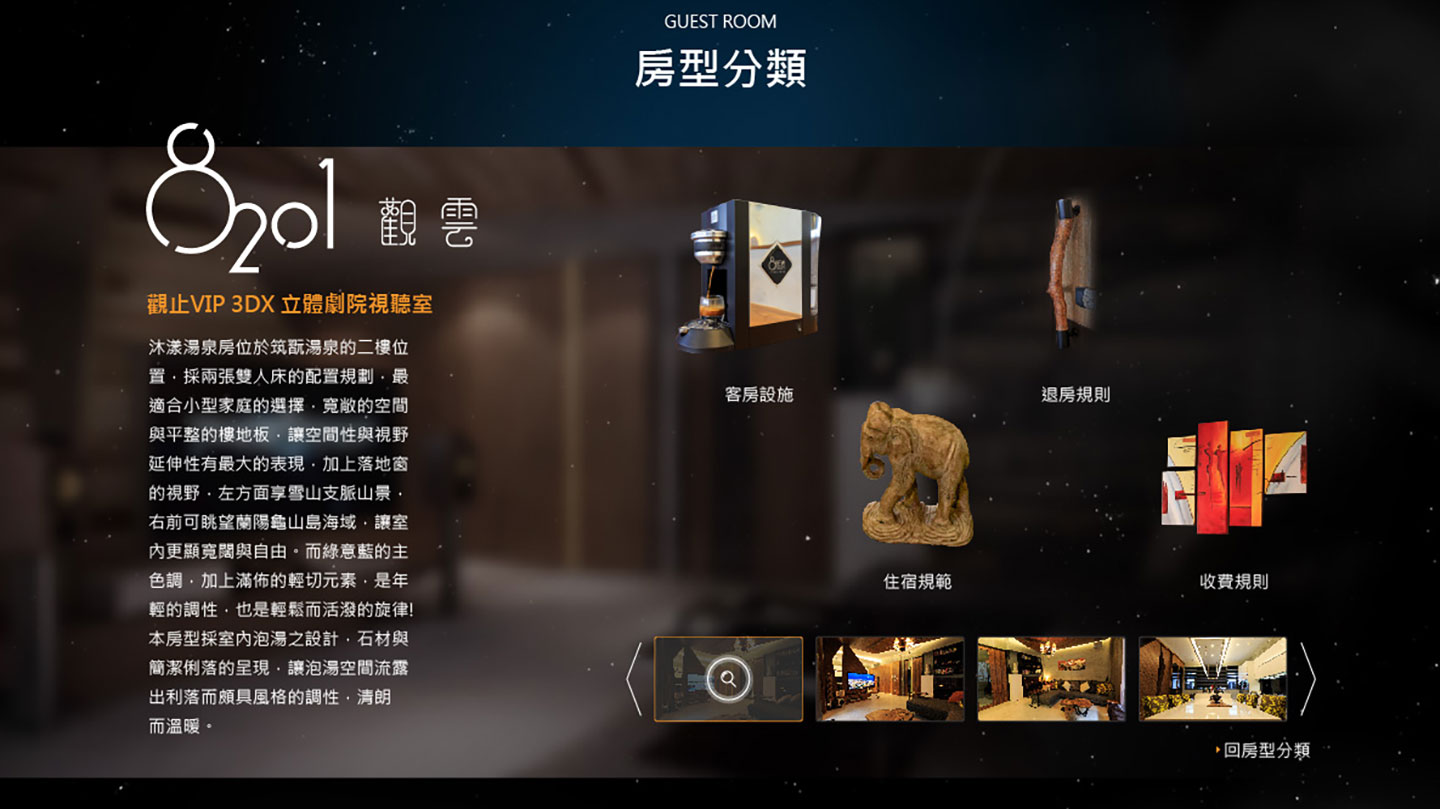 GUEST ROOM
房型分類
8201 觀雲
觀止VIP 3DX 立體劇院視聽室
沐漾湯泉房位於筑翫湯泉的二樓位
置，採兩張雙人床的配置規劃，最
適合小型家庭的選擇，寬敞的空間
與平整的樓地板，讓空間性與視野
延伸性有最大的表現，加上落地窗
的視野，左方面享雪山支脈山景，
右前可眺望蘭陽龜山島海域，讓室
內更顯寬闊與自由。而綠意藍的主
色調，加上滿佈的輕切元素，是年
輕的調性，也是輕鬆而活潑的旋律!
本房型採室內泡湯之設計，石材與
簡潔俐落的呈現，讓泡湯空間流露
出利落而頗具風格的調性，清朗
而溫暖。
客房設施
退房規則
住宿規範
收費規則
回房型分類